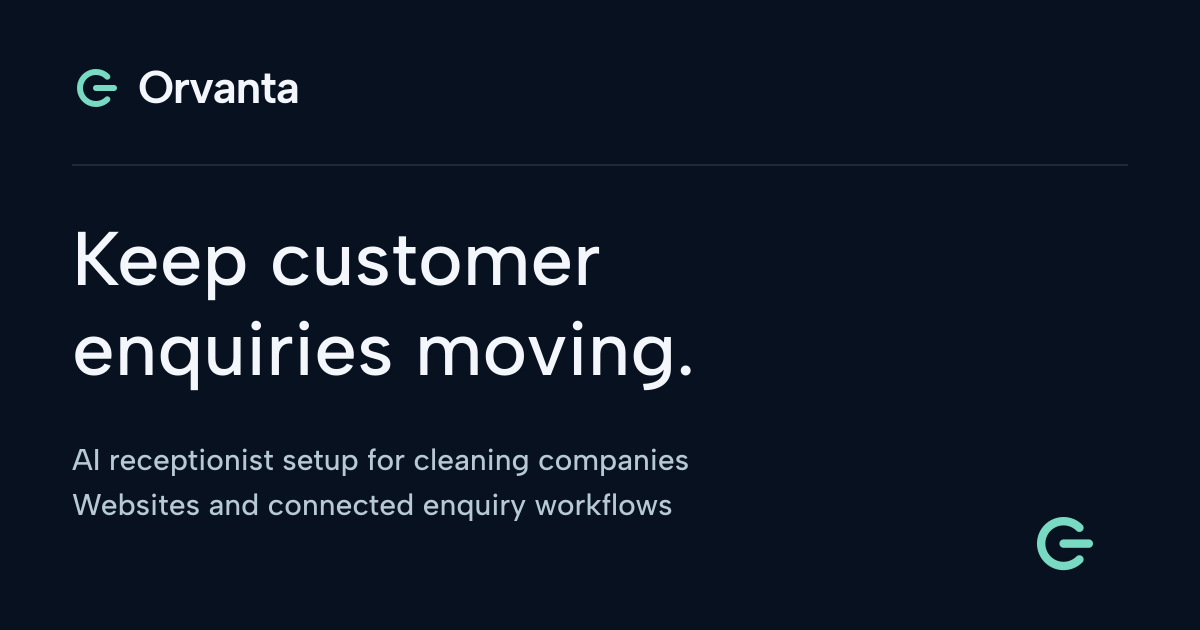 Orvanta
Keep customer
enquiries moving.
AI receptionist setup for cleaning companies
Websites and connected enquiry workflows